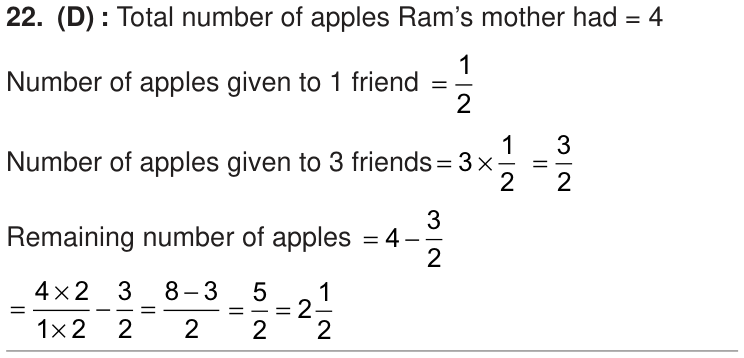 22. (D) : Total number of apples Ram's mother had = 4
Number of apples given to 1 friend = 1/2
Number of apples given to 3 friends = 3 × 1/2 = 3/2
Remaining number of apples = 4 – 3/2
= 4 × 2/1 × 2 – 3/2 = 8 – 3/2 = 5/2 = 2 1/2